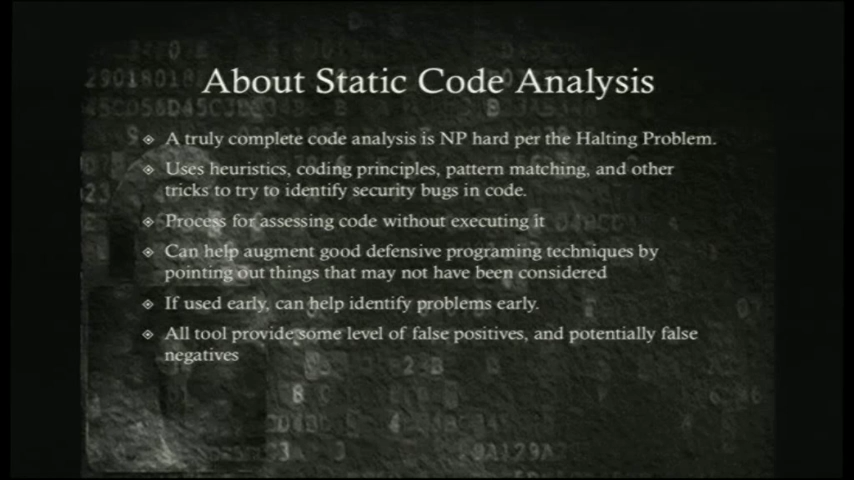 About Static Code Analysis
A truly complete code analysis is NP hard per the Halting Problem.
Uses heuristics, coding principles, pattern matching, and other
tricks to try to identify security bugs in code.
Process for assessing code without executing it
Can help augment good defensive programing techniques by
pointing out things that may not have been considered
If used early, can help identify problems early.
All tool provide some level of false positives, and potentially false
negatives